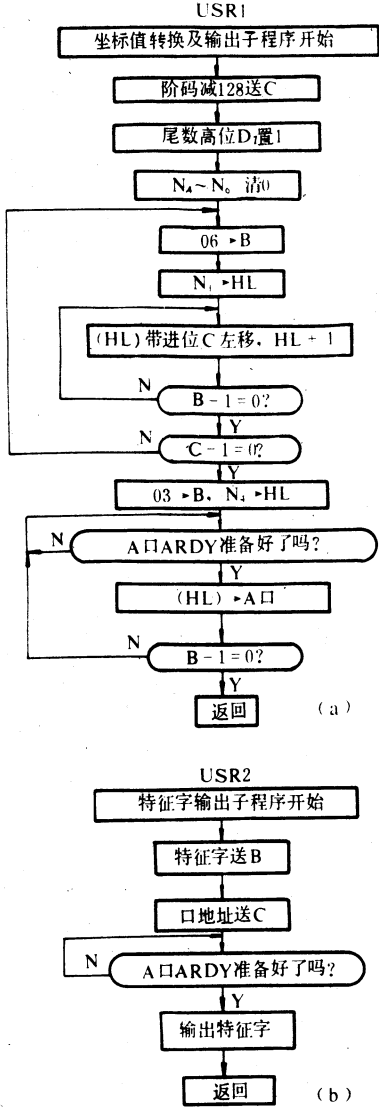 USR1
坐标值转换及输出子程序开始
阶码减128送C
尾数高位D₇置1
N₄~N₆ 清0
06→B
N₁→HL
(HL)带进位C左移，HL+1
N
B-1=0?
Y
N
C-1=0?
Y
03→B，N₄→HL
N
A口ARDY准备好了吗?
Y
(HL)→A口
N
B-1=0?
Y
返回
(a)
USR2
特征字输出子程序开始
特征字送B
口地址送C
N
A口ARDY准备好了吗?
Y
输出特征字
返回
(b)